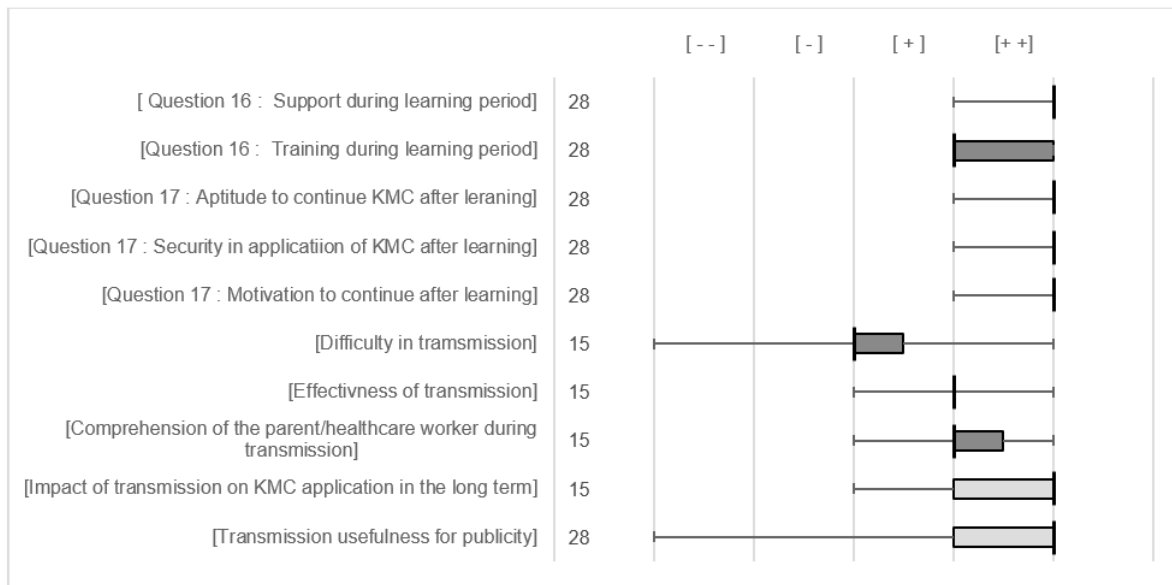 [ - - ] [ - ] [ + ] [+ +]
[ Question 16 : Support during learning period] 28
[Question 16 : Training during learning period] 28
[Question 17 : Aptitude to continue KMC after leraning] 28
[Question 17 : Security in applicatiion of KMC after learning] 28
[Question 17 : Motivation to continue after learning] 28
[Difficulty in tramsmission] 15
[Effectivness of transmission] 15
[Comprehension of the parent/healthcare worker during
transmission] 15
[Impact of transmission on KMC application in the long term] 15
[Transmission usefulness for publicity] 28